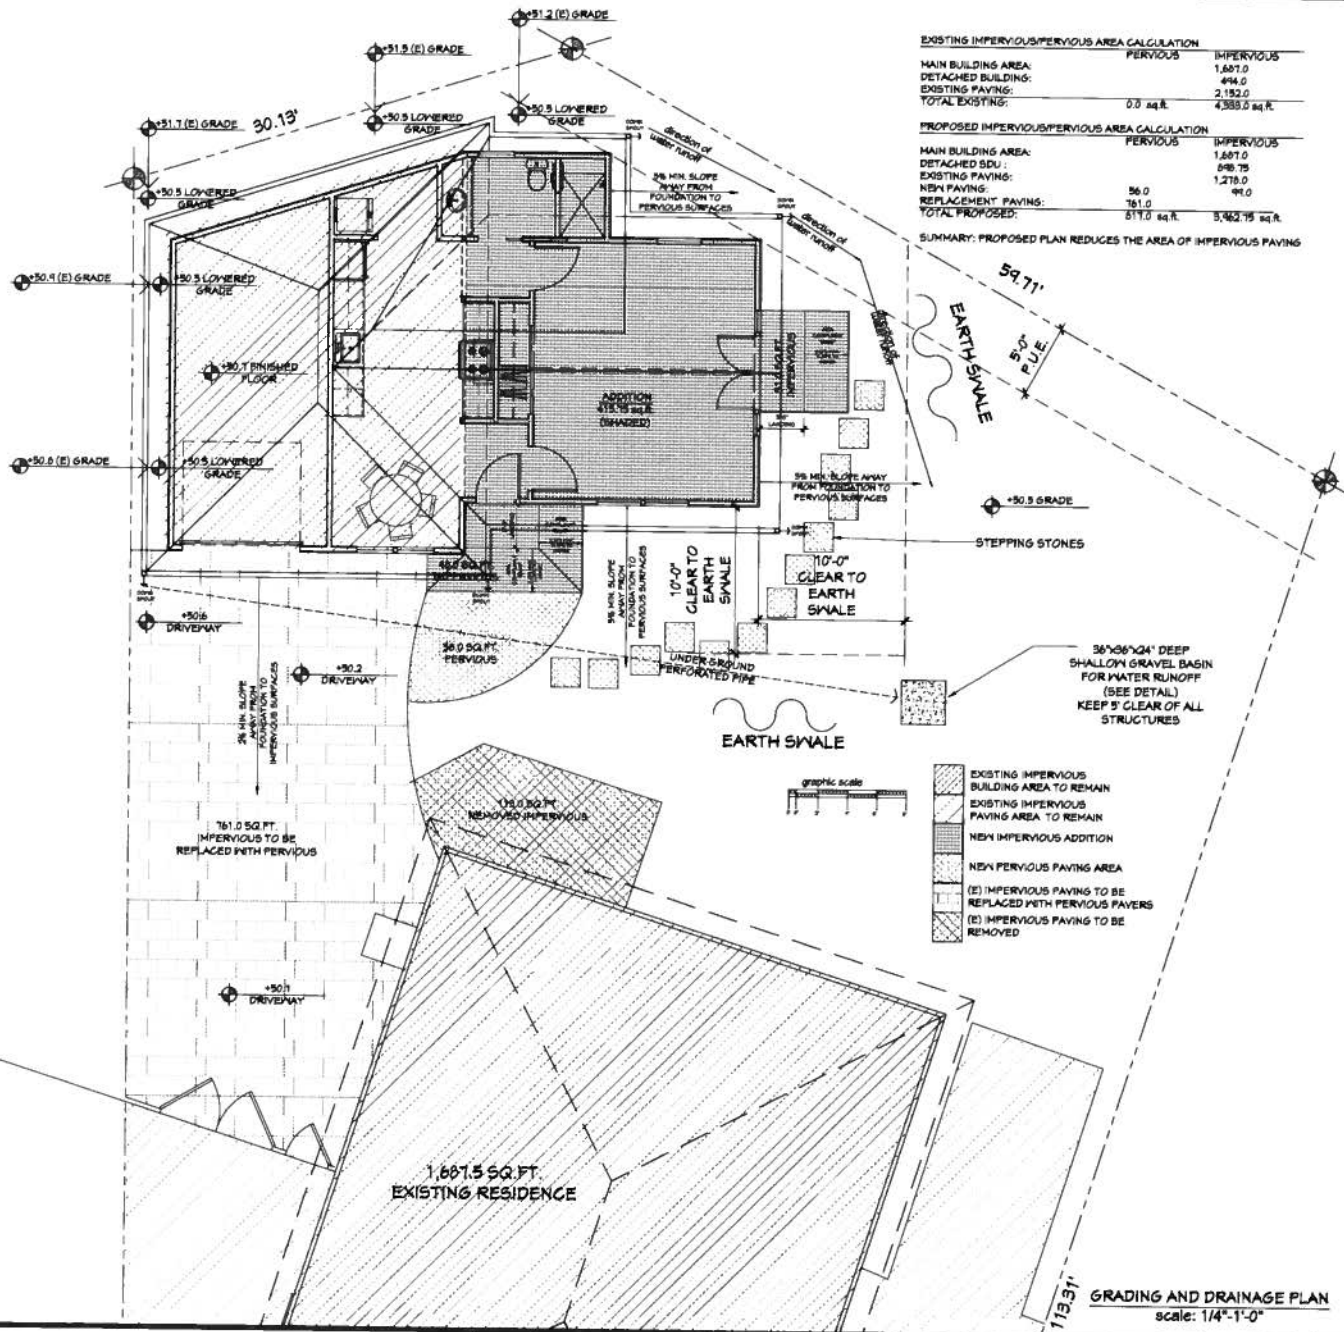 EXISTING IMPERVIOUS/PERVIOUS AREA CALCULATION
PERVIOUS IMPERVIOUS
MAIN BUILDING AREA: 1,687.0
DETACHED BUILDING: 494.0
EXISTING PAVING: 2,152.0
TOTAL EXISTING: 0.0 sq.ft.
PROPOSED IMPERVIOUS/PERVIOUS AREA CALCULATION
PERVIOUS IMPERVIOUS
MAIN BUILDING AREA: 1,687.0
DETACHED SDU:
EXISTING PAVING: 1,278.0
NEW PAVING: 56.0 99.0
REPLACEMENT PAVING: 761.0
TOTAL PROPOSED: 817.0 sq.ft. 3,962.75 sq.ft.
SUMMARY: PROPOSED PLAN REDUCES THE AREA OF IMPERVIOUS PAVING
+51.2 (E) GRADE
+51.5 (E) GRADE
+51.7 (E) GRADE
30.13'
+50.5 LOWERED
GRADE
+50.5 LOWERED
GRADE
+50.5 LOWERED
GRADE
direction of
water runoff
5% MIN. SLOPE
AWAY FROM
FOUNDATION TO
PERVIOUS SURFACES
direction of
water runoff
+50.9 (E) GRADE
+50.5 LOWERED
GRADE
59.71'
5'-0"
P.U.E.
EARTH SWALE
+50.7 FINISHED
FLOOR
ADDITION
415.75 sq.ft.
(SHADED)
SQ.FT.
IMPERVIOUS
LANDING
+50.6 (E) GRADE
+50.5 LOWERED
GRADE
5% MIN. SLOPE AWAY
FROM FOUNDATION TO
PERVIOUS SURFACES
+50.5 GRADE
STEPPING STONES
10'-0"
CLEAR TO
EARTH
SWALE
10'-0"
CLEAR TO
EARTH
SWALE
5% MIN. SLOPE
AWAY FROM
FOUNDATION TO
PERVIOUS SURFACES
+50.6
DRIVEWAY
+50.2
DRIVEWAY
56.0 SQ.FT.
PERVIOUS
UNDERGROUND
PERFORATED PIPE
36"x36"x24" DEEP
SHALLOW GRAVEL BASIN
FOR WATER RUNOFF
(SEE DETAIL)
KEEP 5' CLEAR OF ALL
STRUCTURES
2% MIN. SLOPE
AWAY FROM
FOUNDATION TO
IMPERVIOUS SURFACES
EARTH SWALE
graphic scale
SQ.FT.
REMOVED IMPERVIOUS
761.0 SQ.FT.
IMPERVIOUS TO BE
REPLACED WITH PERVIOUS
EXISTING IMPERVIOUS
BUILDING AREA TO REMAIN
EXISTING IMPERVIOUS
PAVING AREA TO REMAIN
NEW IMPERVIOUS ADDITION
NEW PERVIOUS PAVING AREA
(E) IMPERVIOUS PAVING TO BE
REPLACED WITH PERVIOUS PAVERS
(E) IMPERVIOUS PAVING TO BE
REMOVED
+50.1
DRIVEWAY
1,687.5 SQ.FT.
EXISTING RESIDENCE
113.31'
GRADING AND DRAINAGE PLAN
scale: 1/4"-1'-0"